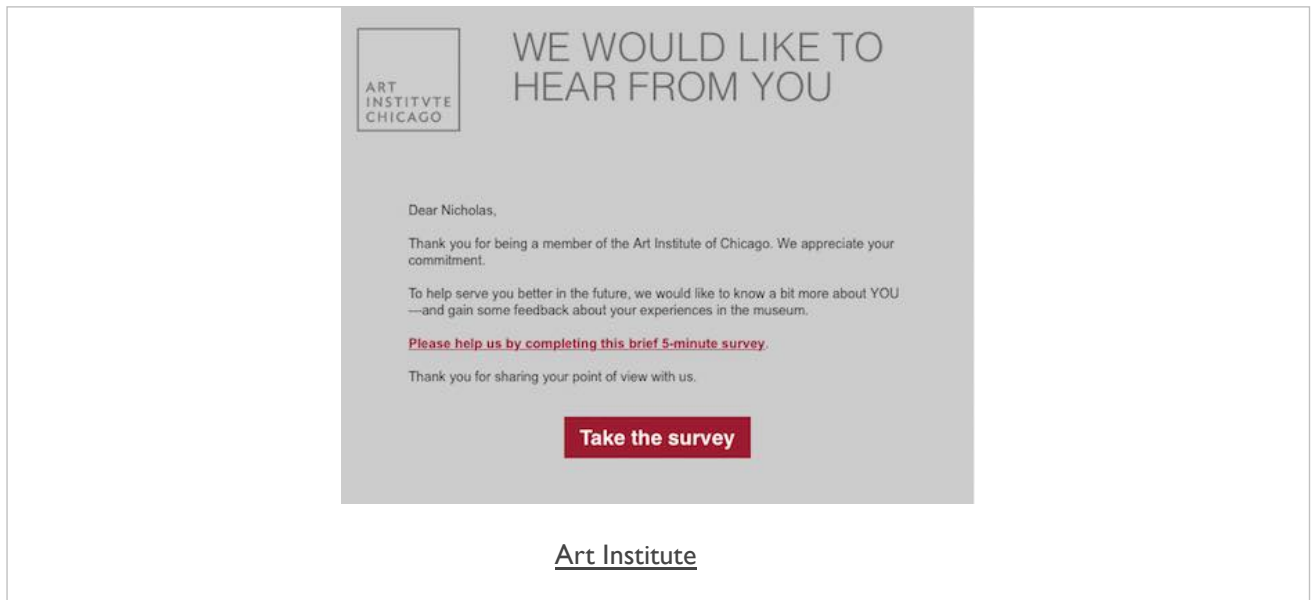 ART
INSTITVTE
CHICAGO
WE WOULD LIKE TO
HEAR FROM YOU
Dear Nicholas,
Thank you for being a member of the Art Institute of Chicago. We appreciate your
commitment.
To help serve you better in the future, we would like to know a bit more about YOU
—and gain some feedback about your experiences in the museum.
Please help us by completing this brief 5-minute survey.
Thank you for sharing your point of view with us.
Take the survey
Art Institute